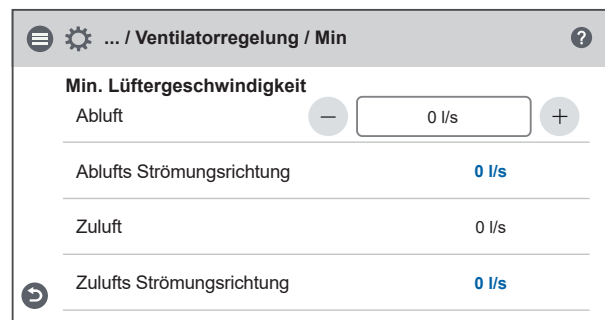 ... / Ventilatorregelung / Min ?
Min. Lüftergeschwindigkeit
Abluft − 0 l/s +
Ablufts Strömungsrichtung 0 l/s
Zuluft 0 l/s
Zulufts Strömungsrichtung 0 l/s